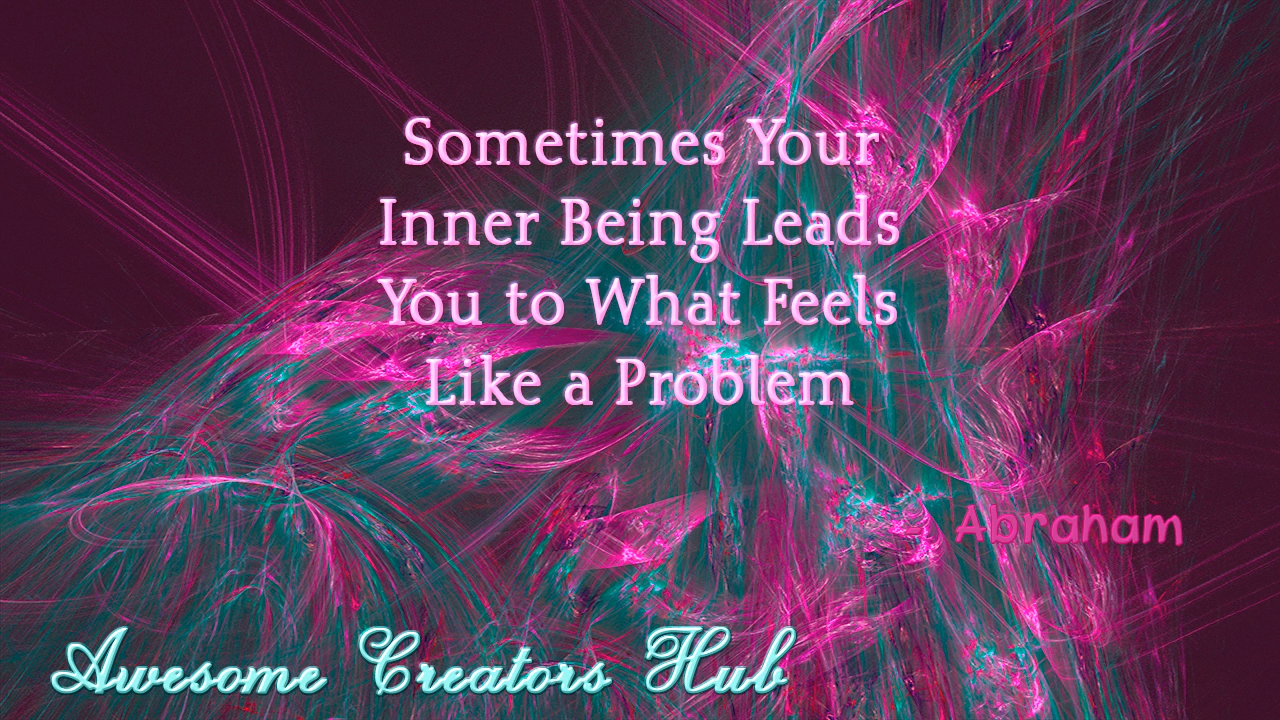 Sometimes Your
Inner Being Leads
You to What Feels
Like a Problem
Abraham
Awesome Creators Hub